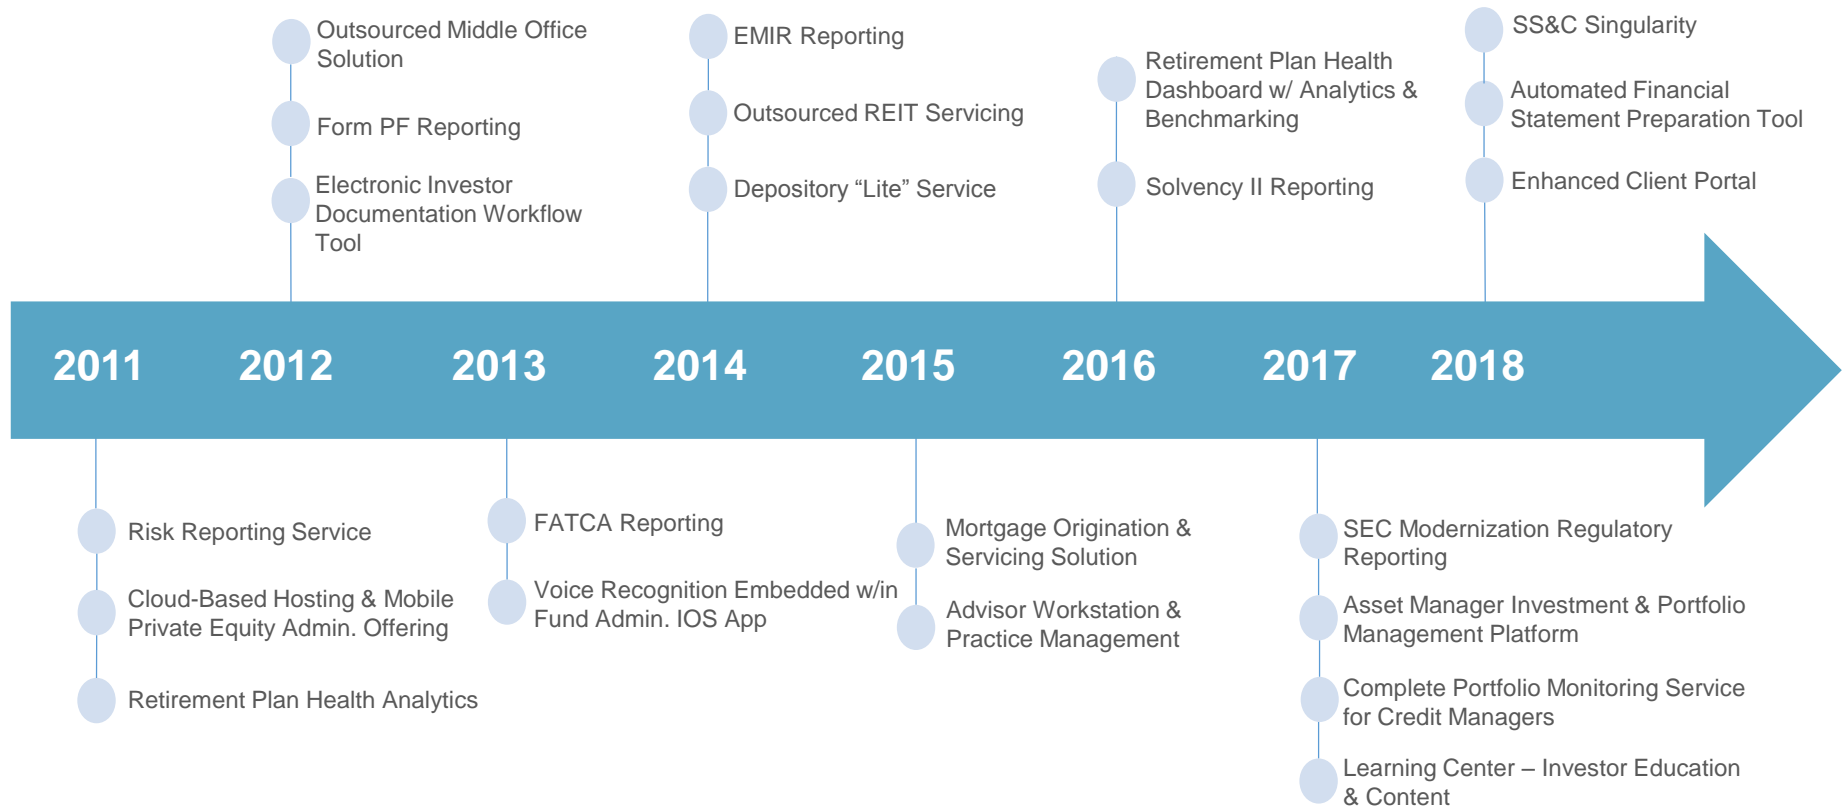 Outsourced Middle Office
Solution
Form PF Reporting
Electronic Investor
Documentation Workflow
Tool
EMIR Reporting
Outsourced REIT Servicing
Depository “Lite” Service
Retirement Plan Health
Dashboard w/ Analytics &
Benchmarking
Solvency II Reporting
SS&C Singularity
Automated Financial
Statement Preparation Tool
Enhanced Client Portal
2011 2012 2013 2014 2015 2016 2017 2018
Risk Reporting Service
Cloud-Based Hosting & Mobile
Private Equity Admin. Offering
Retirement Plan Health Analytics
FATCA Reporting
Voice Recognition Embedded w/in
Fund Admin. IOS App
Mortgage Origination &
Servicing Solution
Advisor Workstation &
Practice Management
SEC Modernization Regulatory
Reporting
Asset Manager Investment & Portfolio
Management Platform
Complete Portfolio Monitoring Service
for Credit Managers
Learning Center – Investor Education
& Content